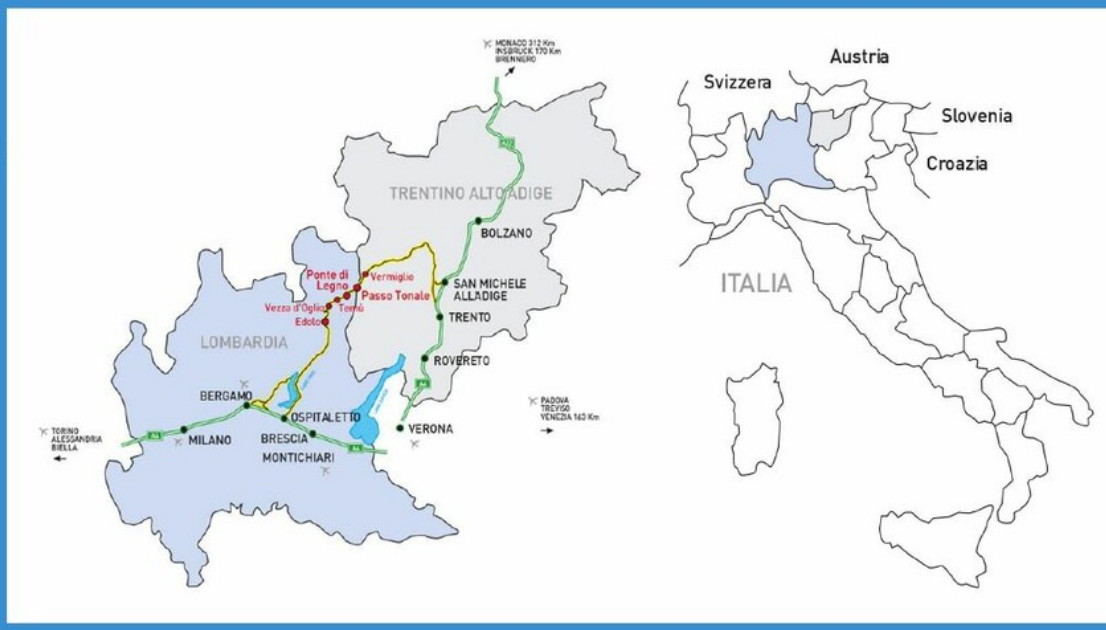 MONACO 312 Km
INSBRUCK 170 Km
BRENNERO
TRENTINO ALTO ADIGE
BOLZANO
Ponte di
Legno
Vermiglio
Passo Tonale
SAN MICHELE
ALL'ADIGE
Vezza d'Oglio
Temù
Edolo
TRENTO
LOMBARDIA
ROVERETO
BERGAMO
OSPITALETTO
VERONA
PADOVA
TREVISO
VENEZIA 160 Km
TORINO
ALESSANDRIA
BIELLA
MILANO
BRESCIA
MONTICHIARI
Austria
Svizzera
Slovenia
Croazia
ITALIA